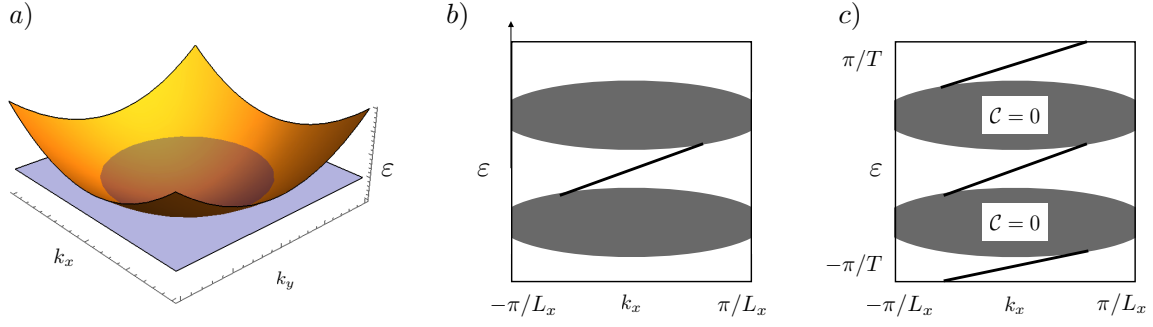 a)
ε
k_x
k_y
b)
ε
−π/L_x
k_x
π/L_x
c)
π/T
C = 0
ε
C = 0
−π/T
−π/L_x
k_x
π/L_x